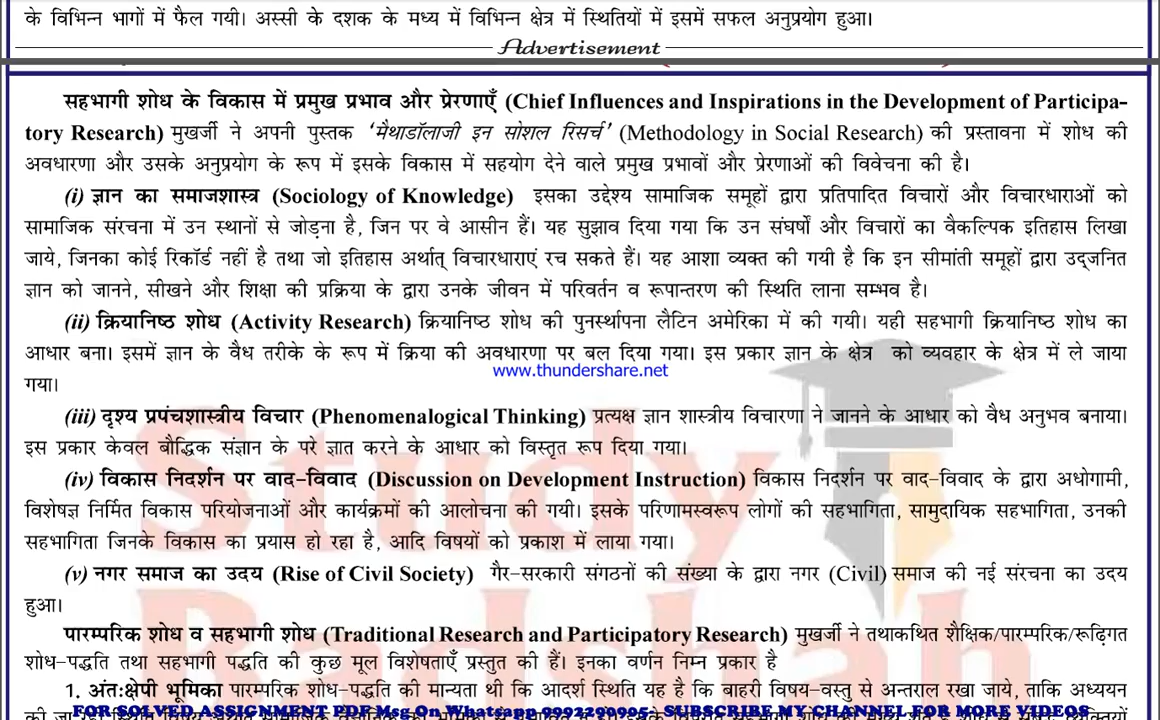 के विभिन्न भागों में फैल गयी। अस्सी के दशक के मध्य में विभिन्न क्षेत्र में स्थितियों में इसमें सफल अनुप्रयोग हुआ।
Advertisement
सहभागी शोध के विकास में प्रमुख प्रभाव और प्रेरणाएँ (Chief Influences and Inspirations in the Development of Participa-
tory Research) मुखर्जी ने अपनी पुस्तक ‘मैथाडॉलाजी इन सोशल रिसर्च’ (Methodology in Social Research) की प्रस्तावना में शोध की
अवधारणा और उसके अनुप्रयोग के रूप में इसके विकास में सहयोग देने वाले प्रमुख प्रभावों और प्रेरणाओं की विवेचना की है।
(i) ज्ञान का समाजशास्त्र (Sociology of Knowledge) इसका उद्देश्य सामाजिक समूहों द्वारा प्रतिपादित विचारों और विचारधाराओं को
सामाजिक संरचना में उन स्थानों से जोड़ना है, जिन पर वे आसीन हैं। यह सुझाव दिया गया कि उन संघर्षों और विचारों का वैकल्पिक इतिहास लिखा
जाये, जिनका कोई रिकॉर्ड नहीं है तथा जो इतिहास अर्थात् विचारधाराएं रच सकते हैं। यह आशा व्यक्त की गयी है कि इन सीमांती समूहों द्वारा उद्जनित
ज्ञान को जानने, सीखने और शिक्षा की प्रक्रिया के द्वारा उनके जीवन में परिवर्तन व रूपान्तरण की स्थिति लाना सम्भव है।
(ii) क्रियानिष्ठ शोध (Activity Research) क्रियानिष्ठ शोध की पुनर्स्थापना लैटिन अमेरिका में की गयी। यही सहभागी क्रियानिष्ठ शोध का
आधार बना। इसमें ज्ञान के वैध तरीके के रूप में क्रिया की अवधारणा पर बल दिया गया। इस प्रकार ज्ञान के क्षेत्र को व्यवहार के क्षेत्र में ले जाया
www.thundershare.net
गया।
(iii) दृश्य प्रपंचशास्त्रीय विचार (Phenomenalogical Thinking) प्रत्यक्ष ज्ञान शास्त्रीय विचारणा ने जानने के आधार को वैध अनुभव बनाया।
इस प्रकार केवल बौद्धिक संज्ञान के परे ज्ञात करने के आधार को विस्तृत रूप दिया गया।
(iv) विकास निदर्शन पर वाद-विवाद (Discussion on Development Instruction) विकास निदर्शन पर वाद-विवाद के द्वारा अधोगामी,
विशेषज्ञ निर्मित विकास परियोजनाओं और कार्यक्रमों की आलोचना की गयी। इसके परिणामस्वरूप लोगों की सहभागिता, सामुदायिक सहभागिता, उनकी
सहभागिता जिनके विकास का प्रयास हो रहा है, आदि विषयों को प्रकाश में लाया गया।
(v) नगर समाज का उदय (Rise of Civil Society) गैर-सरकारी संगठनों की संख्या के द्वारा नगर (Civil) समाज की नई संरचना का उदय
हुआ।
Study
Badshah
पारम्परिक शोध व सहभागी शोध (Traditional Research and Participatory Research) मुखर्जी ने तथाकथित शैक्षिक/पारम्परिक/रूढ़िगत
शोध-पद्धति तथा सहभागी पद्धति की कुछ मूल विशेषताएँ प्रस्तुत की हैं। इनका वर्णन निम्न प्रकार है
1. अंतःक्षेपी भूमिका पारम्परिक शोध-पद्धति की मान्यता थी कि आदर्श स्थिति यह है कि बाहरी विषय-वस्तु से अन्तराल रखा जाये, ताकि अध्ययन
FOR SOLVED ASSIGNMENT PDF Msg On Whatsapp 9992200905- SUBSCRIBE MY CHANNEL FOR MORE VIDEOS